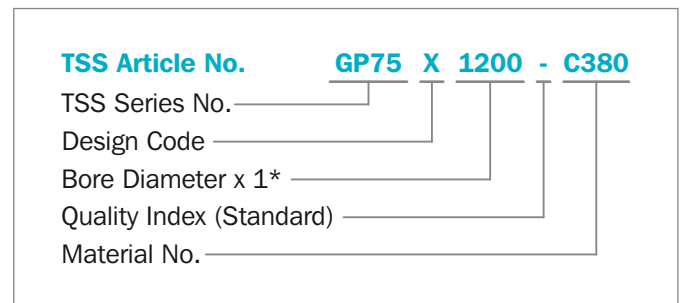 TSS Article No. GP75 X 1200 - C380
TSS Series No.
Design Code
Bore Diameter x 1*
Quality Index (Standard)
Material No.